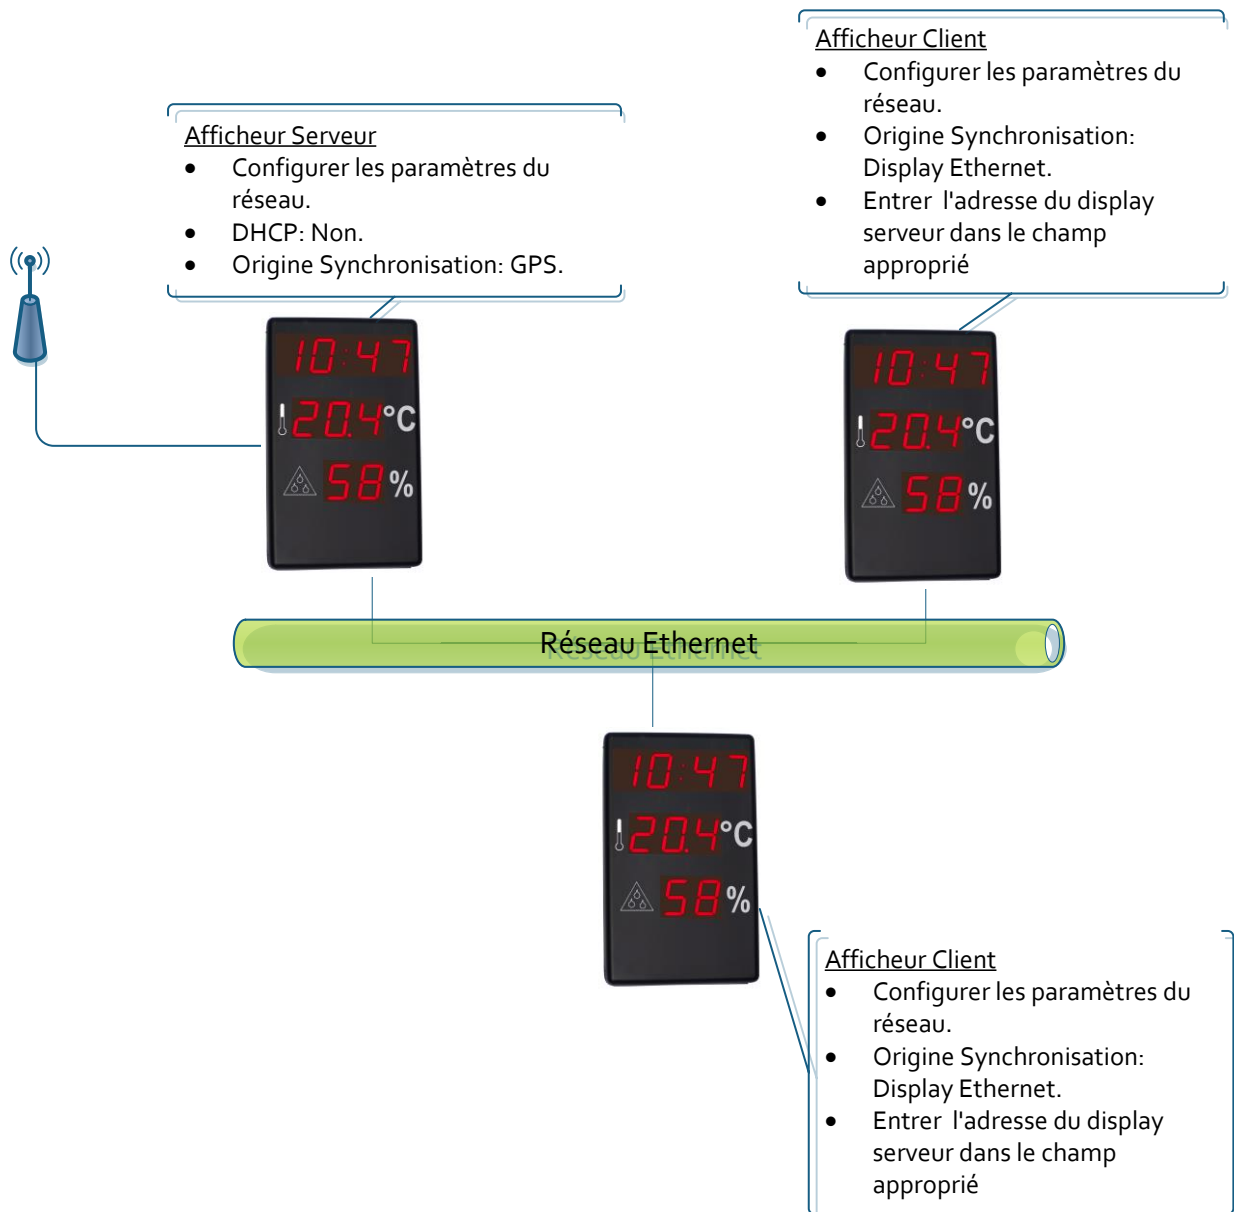 Afficheur Client
• Configurer les paramètres du
réseau.
• Origine Synchronisation:
Display Ethernet.
• Entrer  l'adresse du display
serveur dans le champ
approprié
Afficheur Serveur
• Configurer les paramètres du
réseau.
• DHCP: Non.
• Origine Synchronisation: GPS.
10:47
20.4°C
58%
10:47
20.4°C
58%
Réseau Ethernet
10:47
20.4°C
58%
Afficheur Client
• Configurer les paramètres du
réseau.
• Origine Synchronisation:
Display Ethernet.
• Entrer  l'adresse du display
serveur dans le champ
approprié